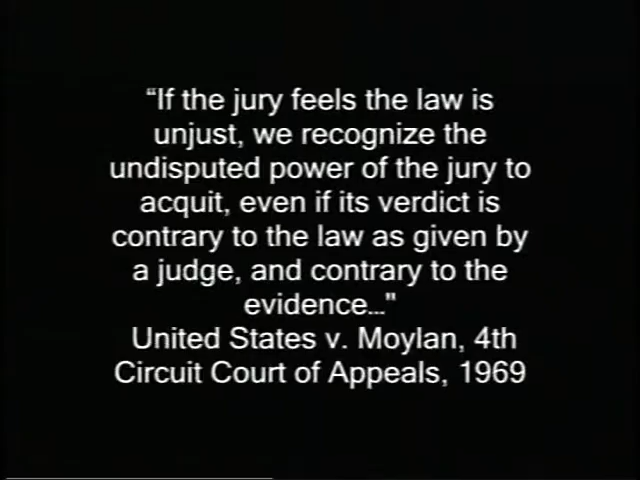 “If the jury feels the law is
unjust, we recognize the
undisputed power of the jury to
acquit, even if its verdict is
contrary to the law as given by
a judge, and contrary to the
evidence…"
United States v. Moylan, 4th
Circuit Court of Appeals, 1969